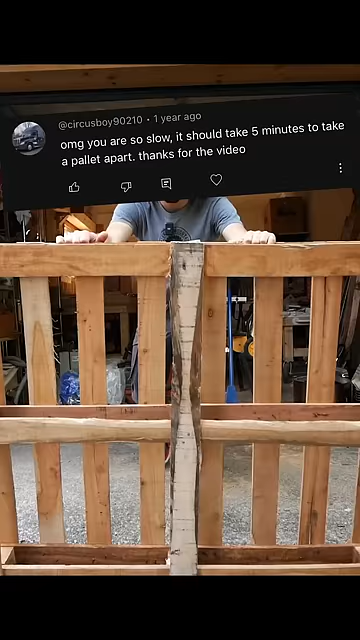 @circusboy90210 · 1 year ago
omg you are so slow, it should take 5 minutes to take
a pallet apart. thanks for the video